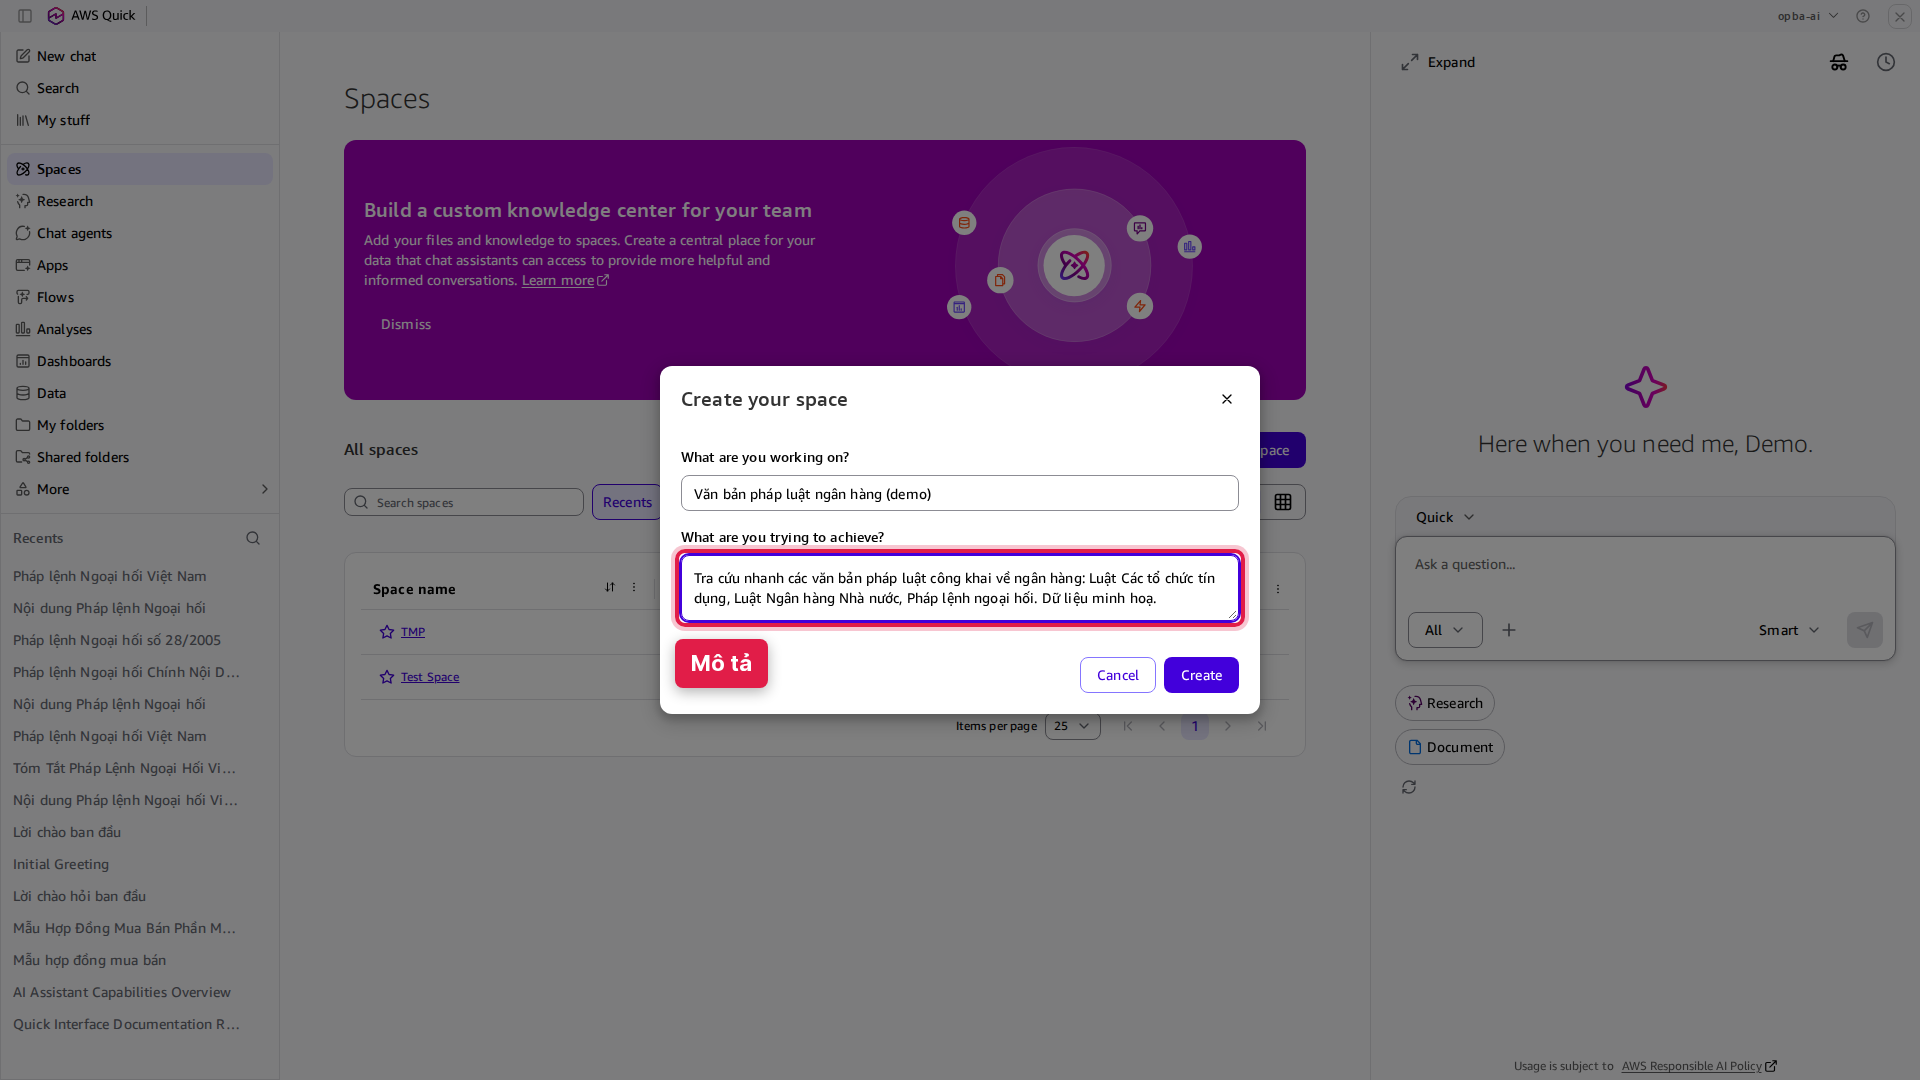 AWS Quick
opba-ai
New chat
Search
My stuff
Spaces
Research
Chat agents
Apps
Flows
Analyses
Dashboards
Data
My folders
Shared folders
More
Recents
Pháp lệnh Ngoại hối Việt Nam
Nội dung Pháp lệnh Ngoại hối
Pháp lệnh Ngoại hối số 28/2005
Pháp lệnh Ngoại hối Chính Nội D...
Nội dung Pháp lệnh Ngoại hối
Pháp lệnh Ngoại hối Việt Nam
Tóm Tắt Pháp Lệnh Ngoại Hối Vi...
Nội dung Pháp lệnh Ngoại hối Vi...
Lời chào ban đầu
Initial Greeting
Lời chào hỏi ban đầu
Mẫu Hợp Đồng Mua Bán Phần M...
Mẫu hợp đồng mua bán
AI Assistant Capabilities Overview
Quick Interface Documentation R...
Spaces
Build a custom knowledge center for your team
Add your files and knowledge to spaces. Create a central place for your
data that chat assistants can access to provide more helpful and
informed conversations. Learn more
Dismiss
All spaces
pace
Search spaces
Recents
Space name
TMP
Test Space
Items per page 25
1
Create your space
What are you working on?
Văn bản pháp luật ngân hàng (demo)
What are you trying to achieve?
Tra cứu nhanh các văn bản pháp luật công khai về ngân hàng: Luật Các tổ chức tín
dụng, Luật Ngân hàng Nhà nước, Pháp lệnh ngoại hối. Dữ liệu minh hoạ.
Mô tả
Cancel
Create
Expand
Here when you need me, Demo.
Quick
Ask a question...
All
Smart
Research
Document
Usage is subject to AWS Responsible AI Policy